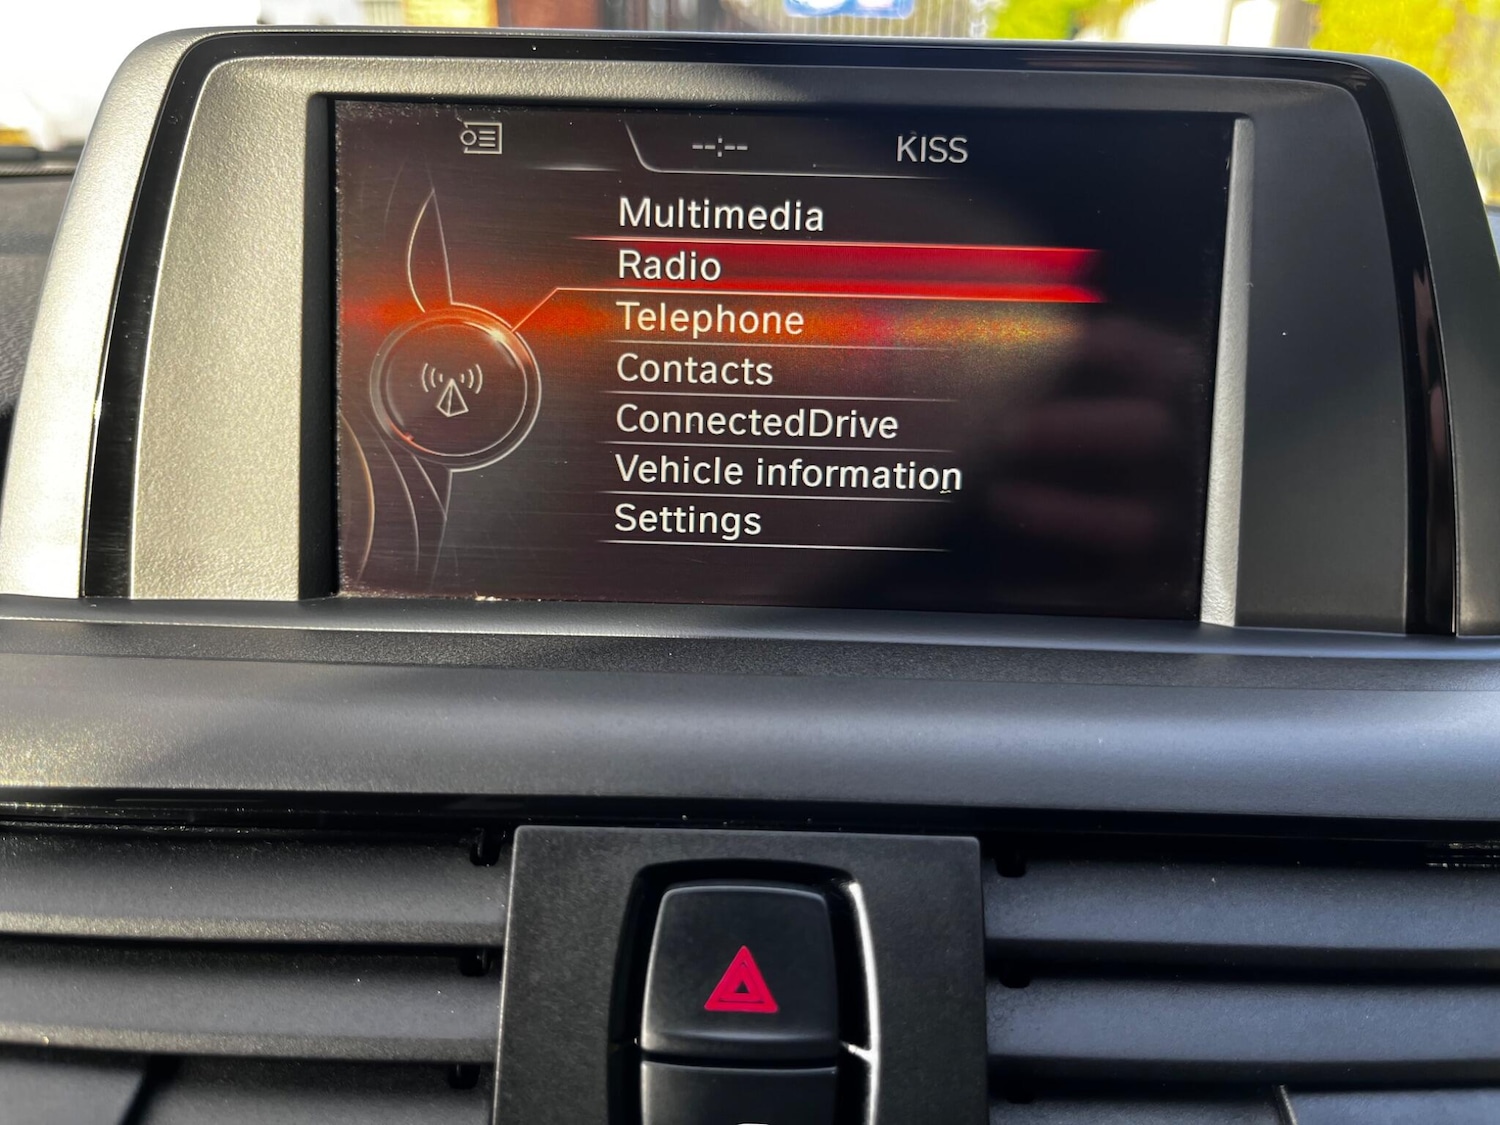 --:-- KISS
Multimedia
Radio
Telephone
Contacts
ConnectedDrive
Vehicle information
Settings